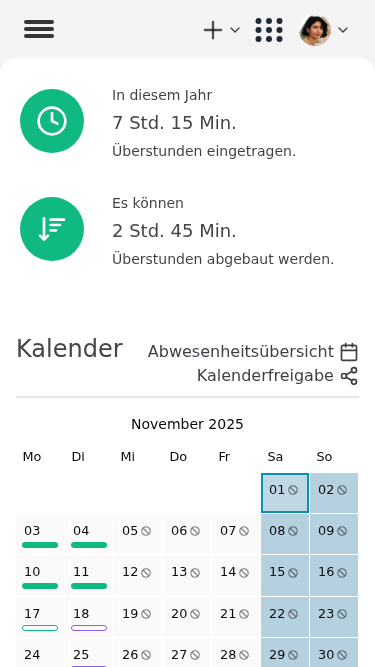 In diesem Jahr
7 Std. 15 Min.
Überstunden eingetragen.
Es können
2 Std. 45 Min.
Überstunden abgebaut werden.
Kalender
Abwesenheitsübersicht
Kalenderfreigabe
November 2025
Mo Di Mi Do Fr Sa So
01 02
03 04 05 06 07 08 09
10 11 12 13 14 15 16
17 18 19 20 21 22 23
24 25 26 27 28 29 30